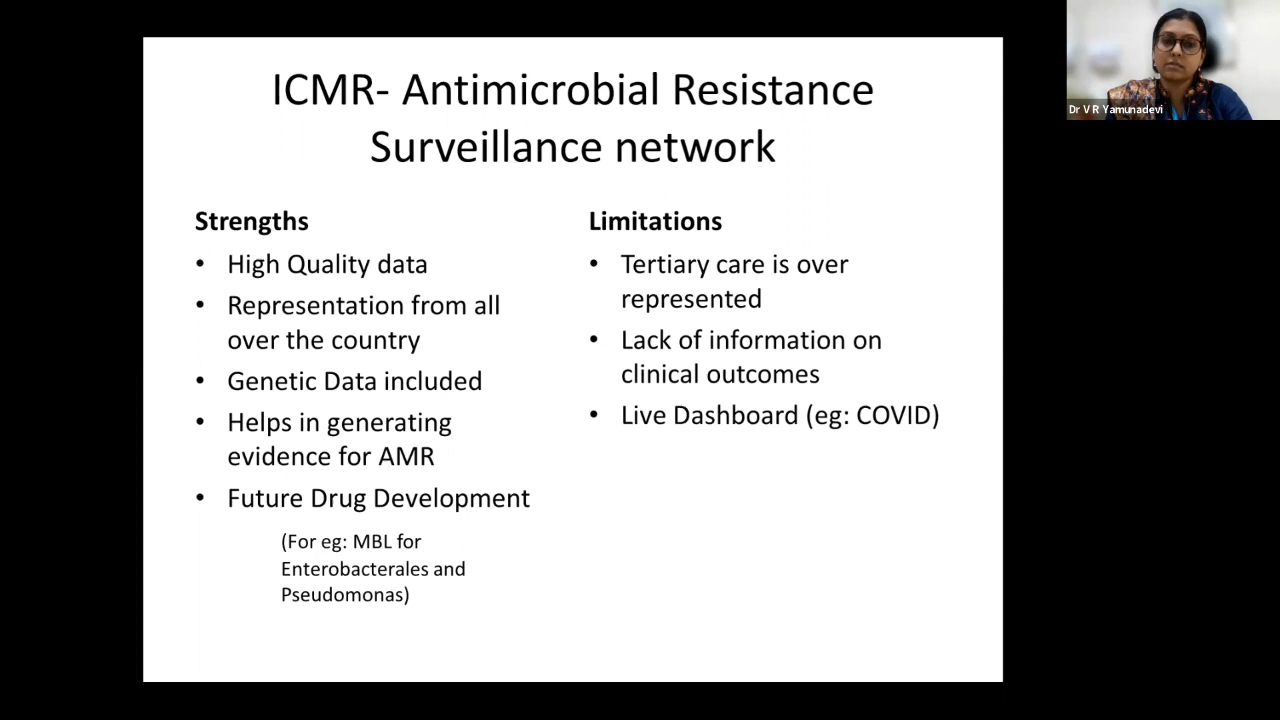 ICMR- Antimicrobial Resistance
Surveillance network
Strengths
• High Quality data
• Representation from all
over the country
• Genetic Data included
• Helps in generating
evidence for AMR
• Future Drug Development
(For eg: MBL for
Enterobacterales and
Pseudomonas)
Limitations
• Tertiary care is over
represented
• Lack of information on
clinical outcomes
• Live Dashboard (eg: COVID)
Dr V R Yamunadevi